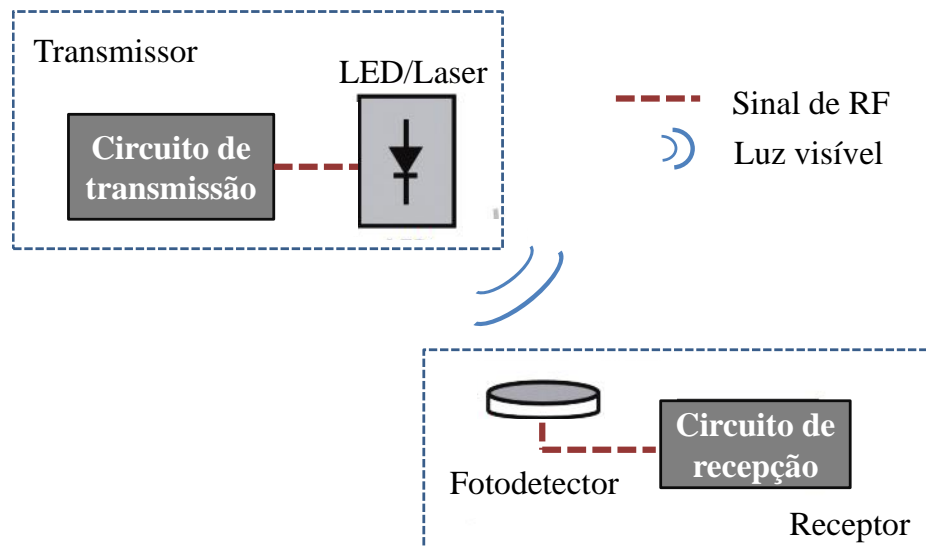 Transmissor
LED/Laser
Circuito de
transmissão
Sinal de RF
Luz visível
Fotodetector
Circuito de
recepção
Receptor